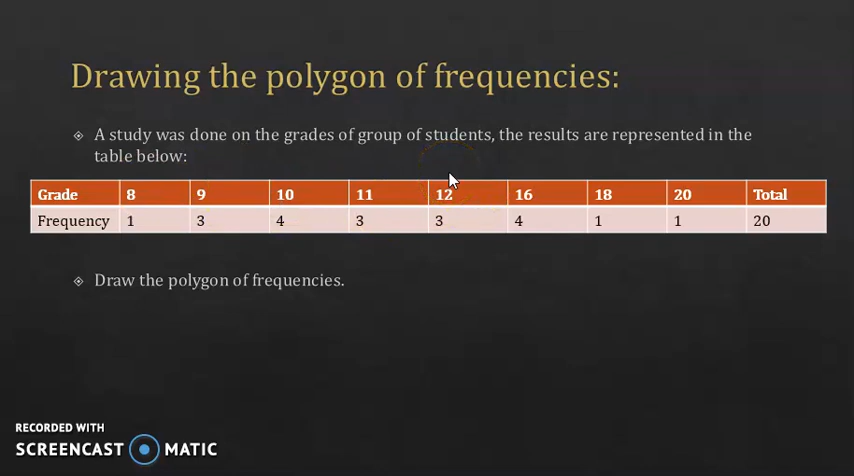 Drawing the polygon of frequencies:
A study was done on the grades of group of students, the results are represented in the
table below:
Grade 8 9 10 11 12 16 18 20 Total
Frequency 1 3 4 3 3 4 1 1 20
Draw the polygon of frequencies.
RECORDED WITH
SCREENCAST MATIC